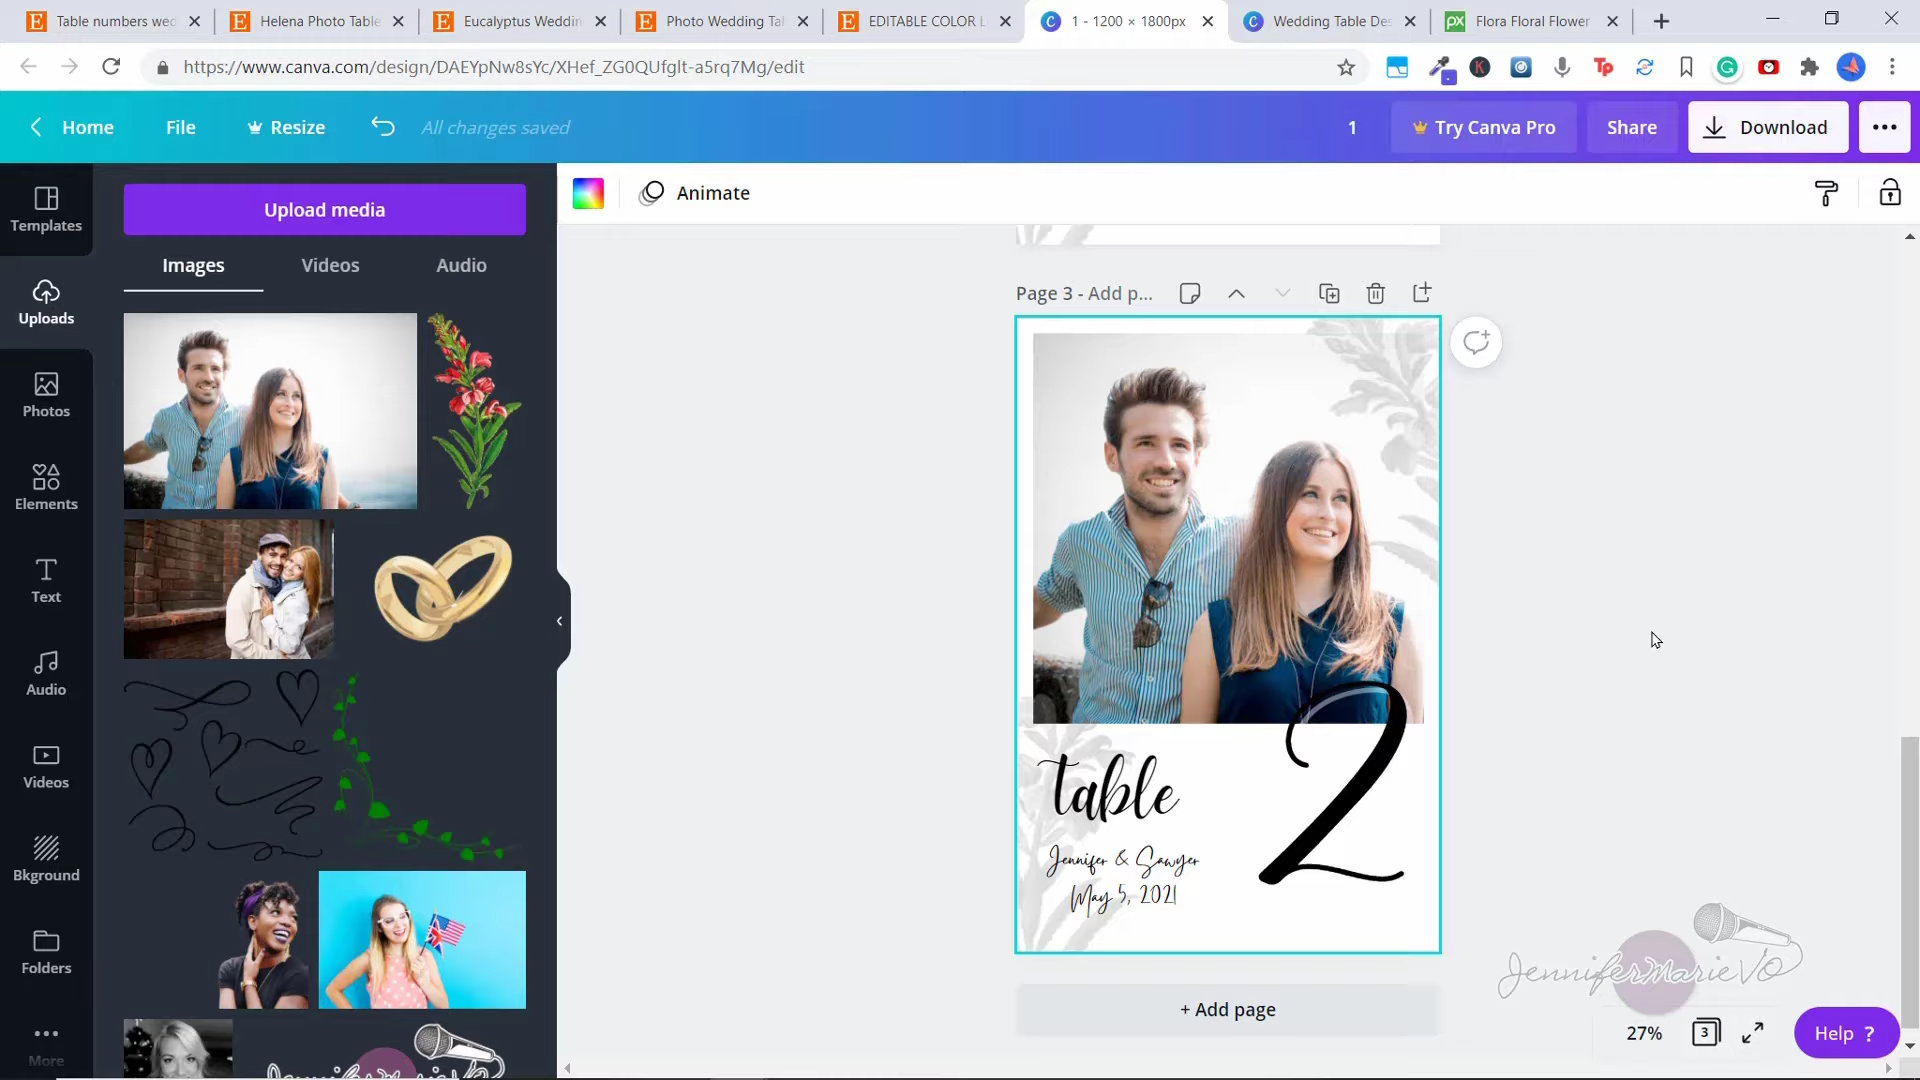 Table numbers wed
Helena Photo Table
Eucalyptus Weddin
Photo Wedding Tal
EDITABLE COLOR L
1 - 1200 × 1800px
Wedding Table Des
Flora Floral Flower
https://www.canva.com/design/DAEYpNw8sYc/XHef_ZG0QUfglt-a5rq7Mg/edit
Home
File
Resize
All changes saved
1
Try Canva Pro
Share
Download
Templates
Uploads
Photos
Elements
Text
Audio
Videos
Bkground
Folders
More
Upload media
Images
Videos
Audio
Animate
Page 3 - Add p...
table
2
Jennifer & Sawyer
May 5, 2021
+ Add page
JenniferMarieVO
27%
3
Help ?